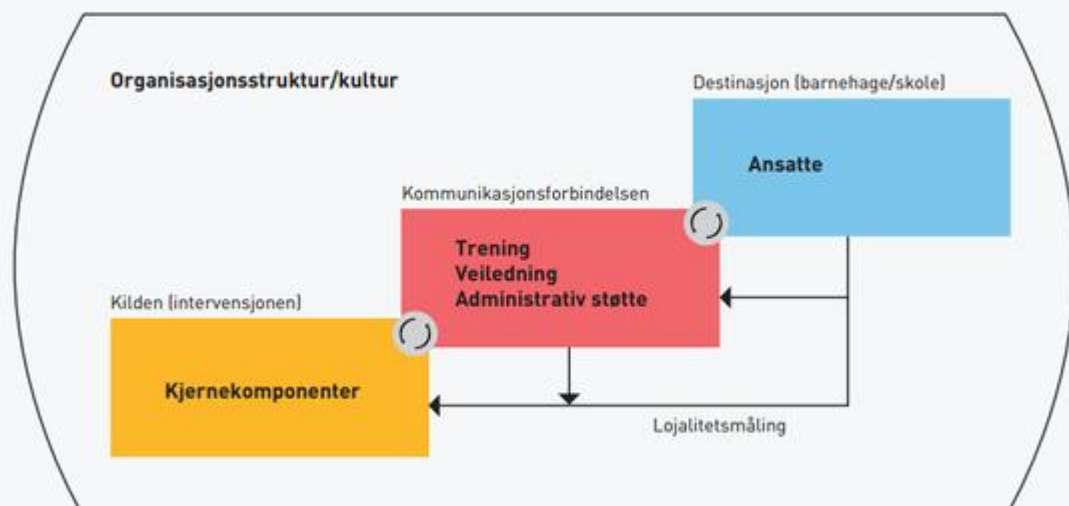 Organisasjonsstruktur/kultur
Destinasjon (barnehage/skole)
Ansatte
Kommunikasjonsforbindelsen
Trening
Veiledning
Administrativ støtte
Kilden (intervensjonen)
Kjernekomponenter
Lojalitetsmåling